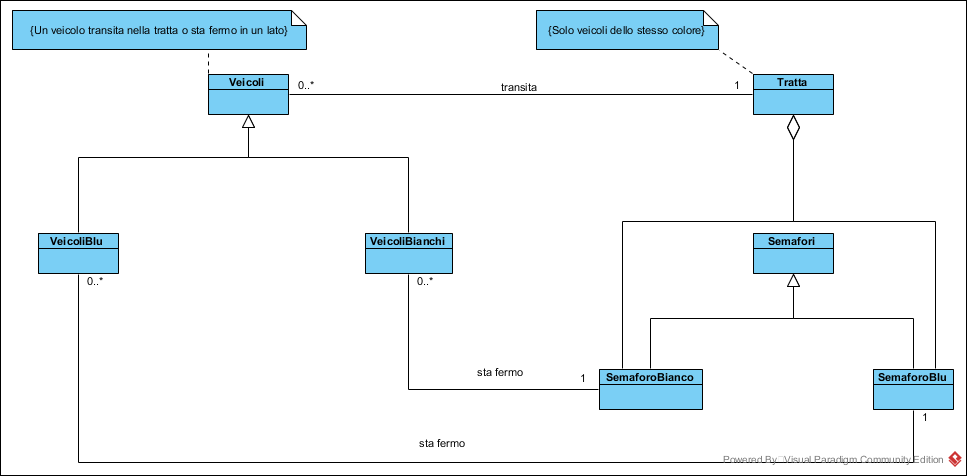 {Un veicolo transita nella tratta o sta fermo in un lato}
{Solo veicoli dello stesso colore}
Veicoli
0..*
transita
1
Tratta
VeicoliBlu
0..*
VeicoliBianchi
0..*
Semafori
sta fermo
1
SemaforoBianco
SemaforoBlu
1
sta fermo
Powered By Visual Paradigm Community Edition